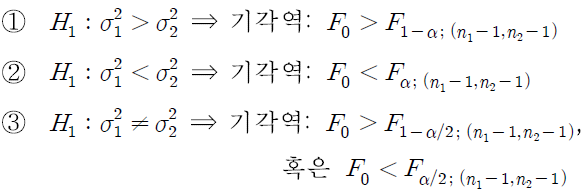 ① H₁ : σ₁² > σ₂² ⇒ 기각역: F₀ > F₁₋α; (n₁−1,n₂−1)
② H₁ : σ₁² < σ₂² ⇒ 기각역: F₀ < Fα; (n₁−1,n₂−1)
③ H₁ : σ₁² ≠ σ₂² ⇒ 기각역: F₀ > F₁₋α/₂; (n₁−1,n₂−1),
혹은 F₀ < Fα/₂; (n₁−1,n₂−1)